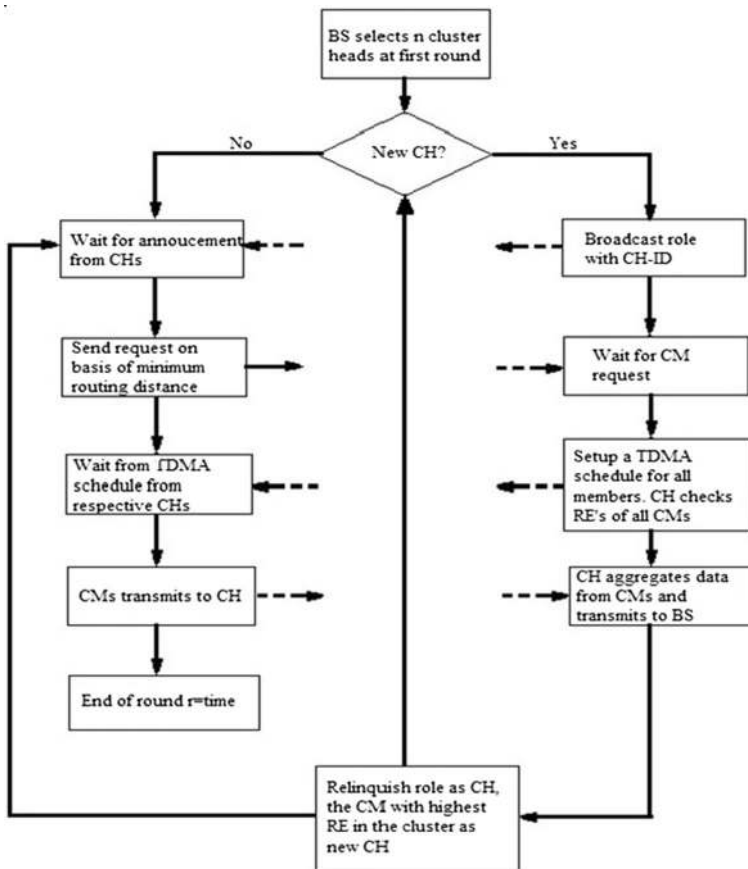 BS selects n cluster
heads at first round
No
New CH?
Yes
Wait for annoucement
from CHs
Broadcast role
with CH-ID
Send request on
basis of minimum
routing distance
Wait for CM
request
Wait from TDMA
schedule from
respective CHs
Setup a TDMA
schedule for all
members. CH checks
RE's of all CMs
CMs transmits to CH
CH aggregates data
from CMs and
transmits to BS
End of round r=time
Relinquish role as CH,
the CM with highest
RE in the cluster as
new CH